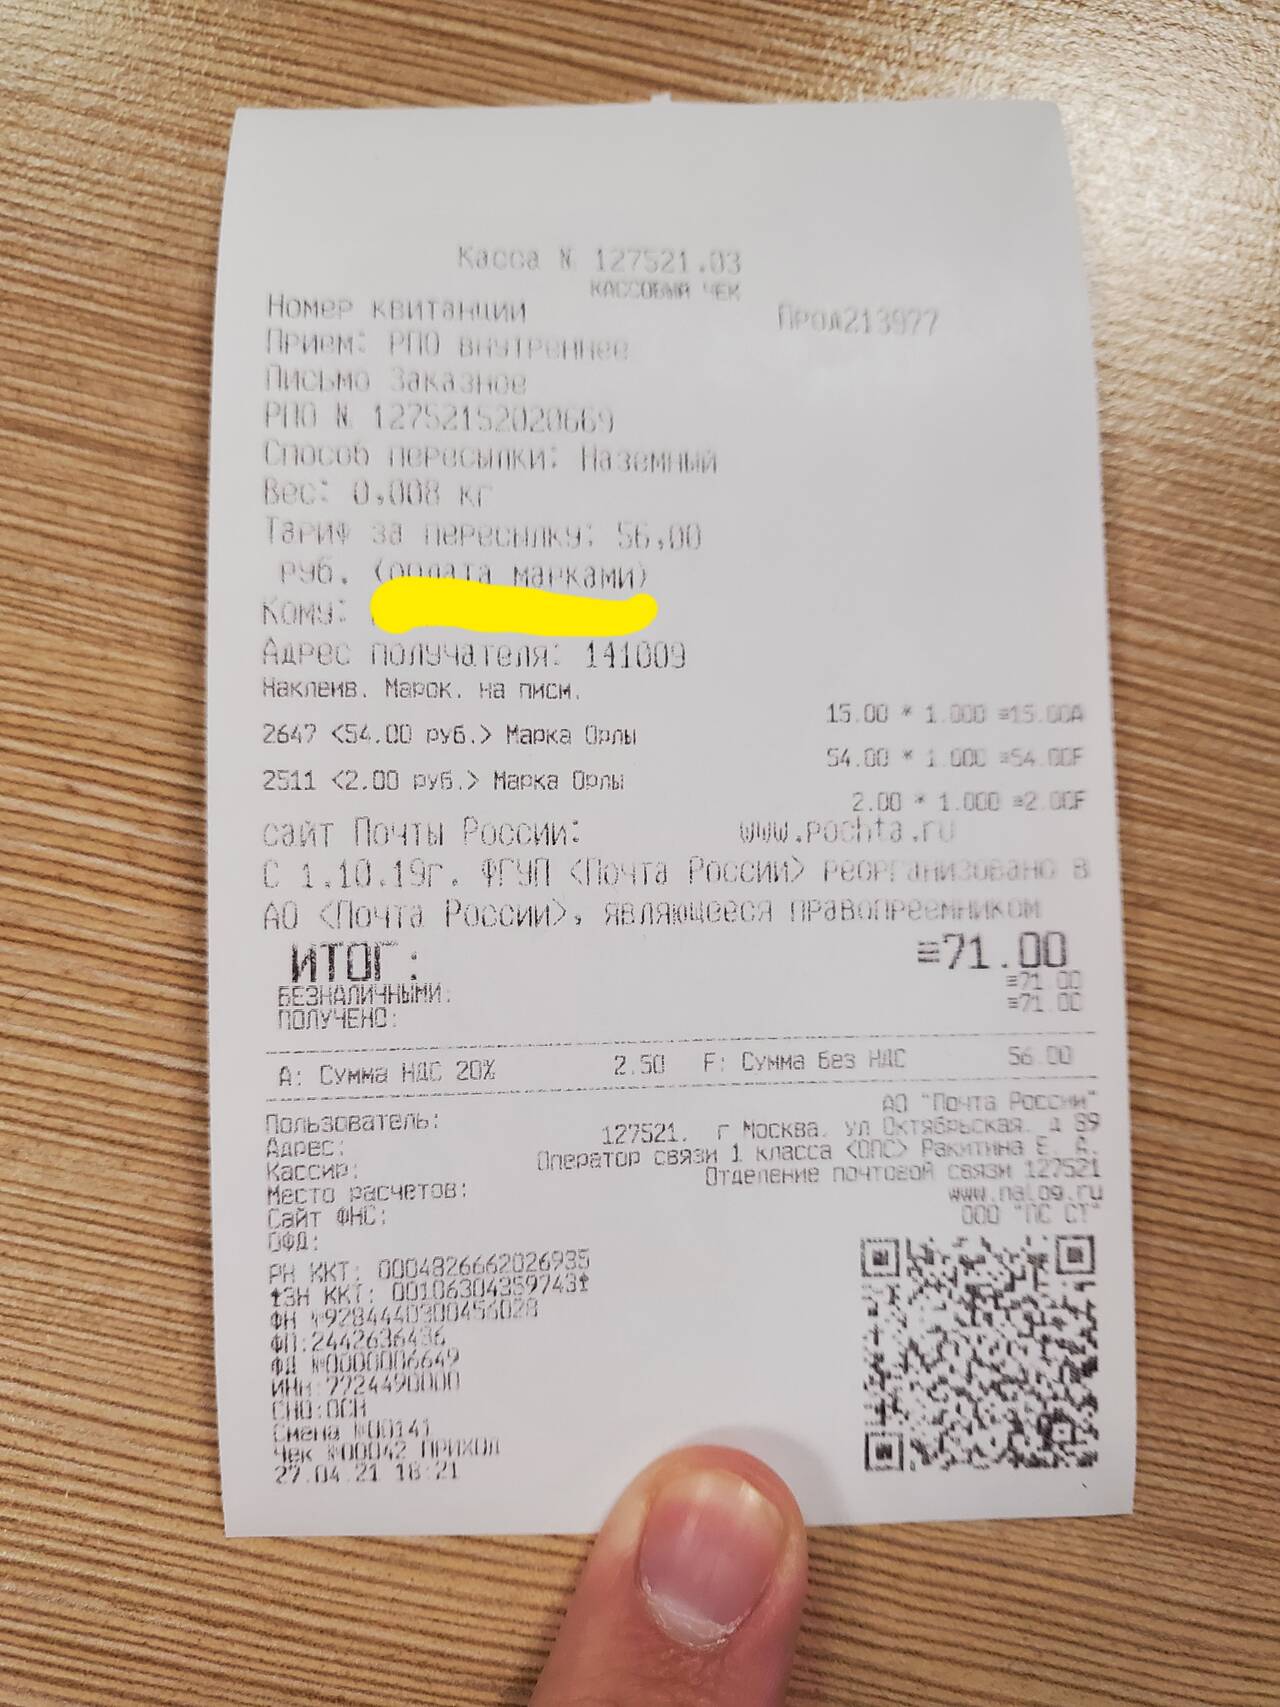 Касса № 127521.03
КАССОВЫЙ ЧЕК
Номер квитанции Прод213977
Прием: РПО внутреннее
Письмо Заказное
РПО № 12752152020669
Способ пересылки: Наземный
Вес: 0,008 кг
Тариф за пересылку: 56,00
руб. (оплата марками)
Кому:
Адрес получателя: 141009
Наклеив. Марок. на писм.
15.00 * 1.000 ≡15.00А
2647 <54.00 руб.> Марка Орлы
54.00 * 1.000 ≡54.00F
2511 <2.00 руб.> Марка Орлы
2.00 * 1.000 ≡2.00F
сайт Почты России: www.pochta.ru
С 1.10.19г. ФГУП <Почта России> реорганизовано в
АО <Почта России>, являющееся правопреемником
ИТОГ: ≡71.00
БЕЗНАЛИЧНЫМИ: ≡71.00
ПОЛУЧЕНО: ≡71.00
А: Сумма НДС 20% 2.50 F: Сумма Без НДС 56.00
Пользователь: АО "Почта России"
Адрес: 127521, г Москва, ул Октябрьская, д 89
Кассир: Оператор связи 1 класса <ОПС> Ракитина Е. А.
Место расчетов: Отделение почтовой связи 127521
Сайт ФНС: www.nalog.ru
ОФД: ООО "ПС СТ"
РН ККТ: 0004826662026935
↑ЗН ККТ: 00106304359743↑
ФН №9284440300456028
ФП:2442636436
ФД №0000006649
ИНН:7724490000
СНО:ОСН
Смена №00141
Чек №00042 ПРИХОД
27.04.21 18:21